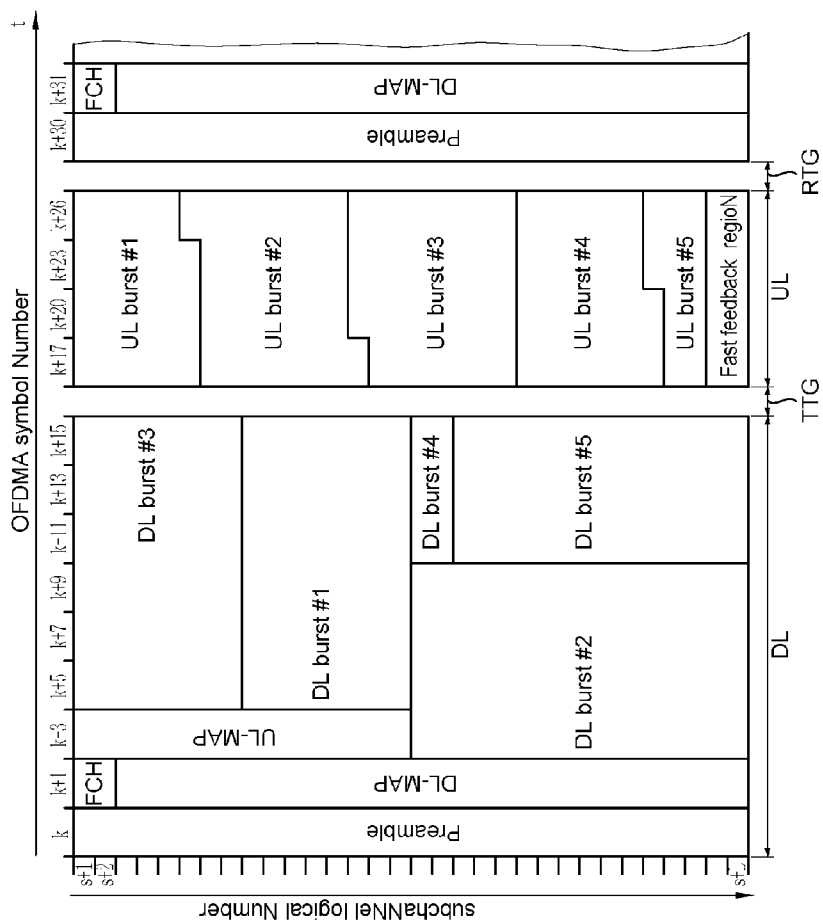 OFDMA symbol Number
t
k
k+1
k-3
k+5
k+7
k+9
k-11
k+13
k+15
k+17
k+20
k+23
k+26
k+30
k+31
subchaNNel logical Number
s+1
s+2
Preamble
FCH
DL-MAP
UL-MAP
DL burst #3
DL burst #1
DL burst #2
DL burst #4
DL burst #5
UL burst #1
UL burst #2
UL burst #3
UL burst #4
UL burst #5
Fast feedback regioN
Preamble
FCH
DL-MAP
DL
TTG
UL
RTG